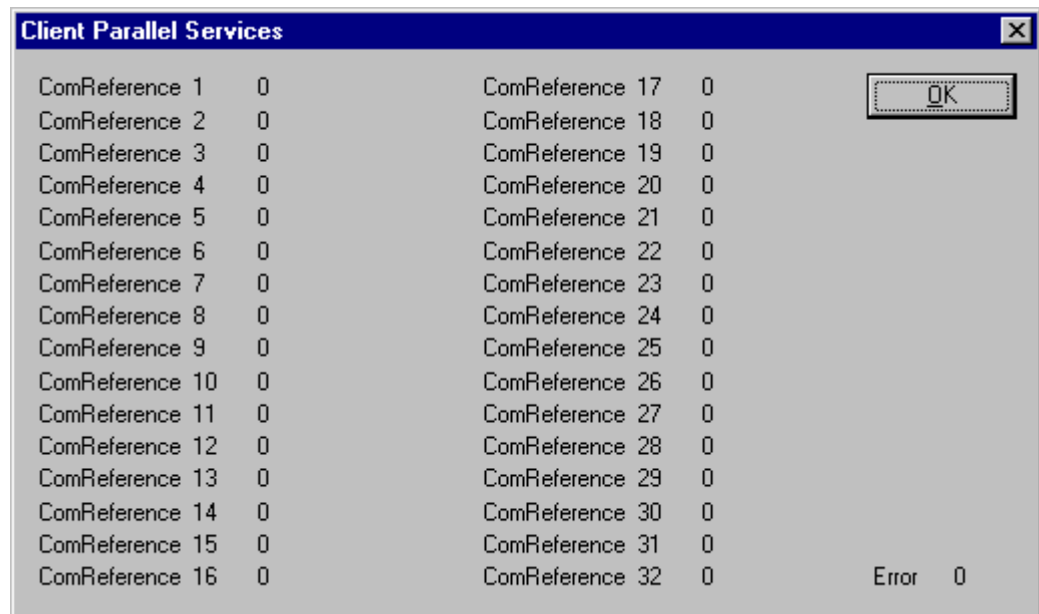 Client Parallel Services
ComReference 1 0
ComReference 2 0
ComReference 3 0
ComReference 4 0
ComReference 5 0
ComReference 6 0
ComReference 7 0
ComReference 8 0
ComReference 9 0
ComReference 10 0
ComReference 11 0
ComReference 12 0
ComReference 13 0
ComReference 14 0
ComReference 15 0
ComReference 16 0
ComReference 17 0
ComReference 18 0
ComReference 19 0
ComReference 20 0
ComReference 21 0
ComReference 22 0
ComReference 23 0
ComReference 24 0
ComReference 25 0
ComReference 26 0
ComReference 27 0
ComReference 28 0
ComReference 29 0
ComReference 30 0
ComReference 31 0
ComReference 32 0
OK
Error 0